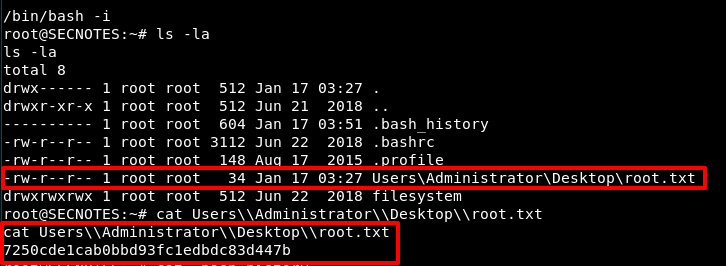 /bin/bash -i
root@SECNOTES:~# ls -la
ls -la
total 8
drwx------ 1 root root  512 Jan 17 03:27 .
drwxr-xr-x 1 root root  512 Jun 21  2018 ..
---------- 1 root root  604 Jan 17 03:51 .bash_history
-rw-r--r-- 1 root root 3112 Jun 22  2018 .bashrc
-rw-r--r-- 1 root root  148 Aug 17  2015 .profile
-rw-r--r-- 1 root root   34 Jan 17 03:27 Users\Administrator\Desktop\root.txt
drwxrwxrwx 1 root root  512 Jun 22  2018 filesystem
root@SECNOTES:~# cat Users\\Administrator\\Desktop\\root.txt
cat Users\\Administrator\\Desktop\\root.txt
7250cde1cab0bbd93fc1edbdc83d447b